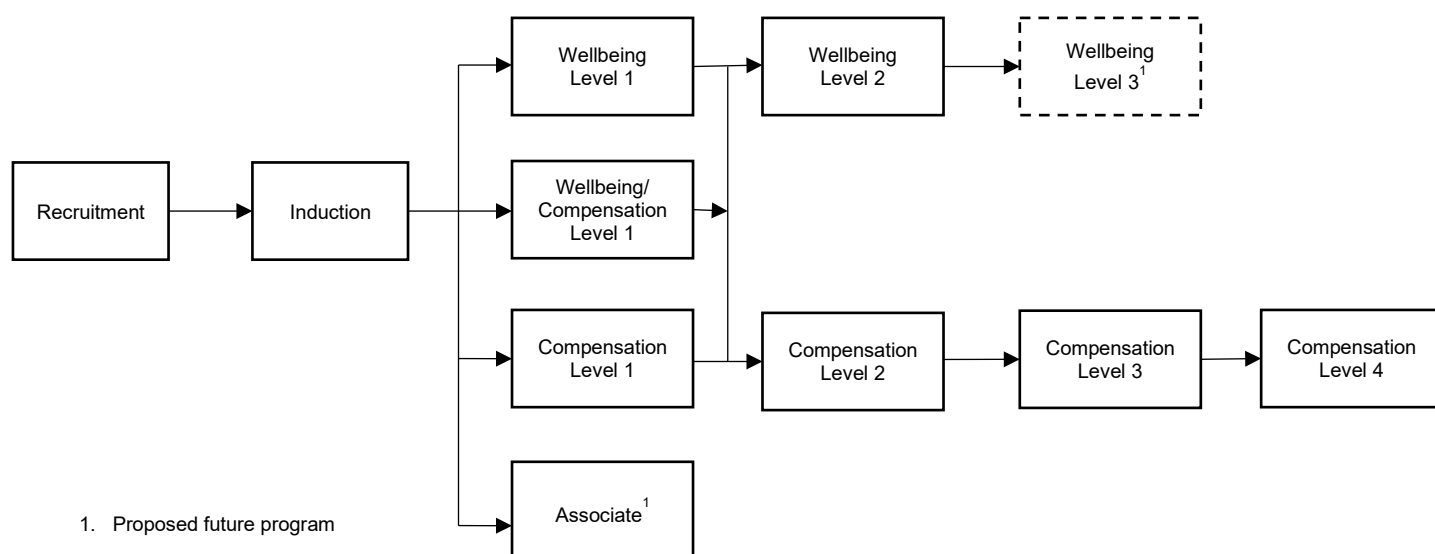 Wellbeing
Level 1
Wellbeing
Level 2
Wellbeing
Level 3¹
Recruitment
Induction
Wellbeing/
Compensation
Level 1
Compensation
Level 1
Compensation
Level 2
Compensation
Level 3
Compensation
Level 4
Associate¹
1. Proposed future program